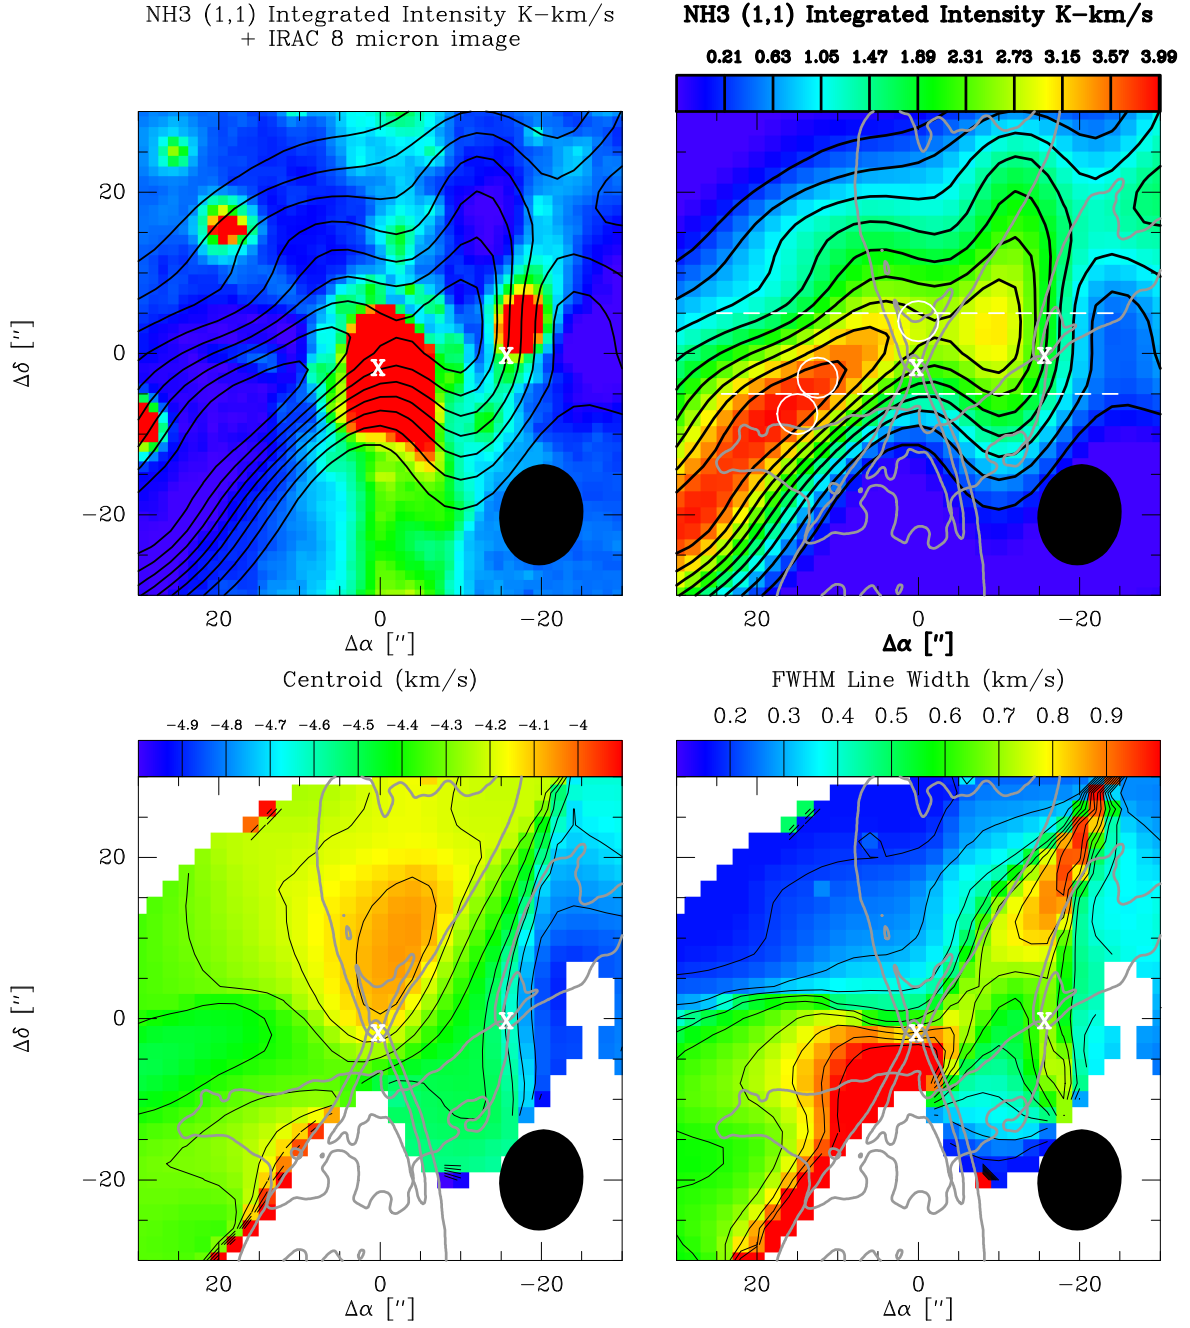 NH3 (1,1) Integrated Intensity K−km/s
+ IRAC 8 micron image
NH3 (1,1) Integrated Intensity K−km/s
0.21 0.63 1.05 1.47 1.89 2.31 2.73 3.15 3.57 3.99
20
0
−20
Δδ ["]
X
X
X
X
20 0 −20
Δα ["]
20 0 −20
Δα ["]
Centroid (km/s)
−4.9 −4.8 −4.7 −4.6 −4.5 −4.4 −4.3 −4.2 −4.1 −4
FWHM Line Width (km/s)
0.2 0.3 0.4 0.5 0.6 0.7 0.8 0.9
20
0
−20
Δδ ["]
X
X
X
X
20 0 −20
Δα ["]
20 0 −20
Δα ["]